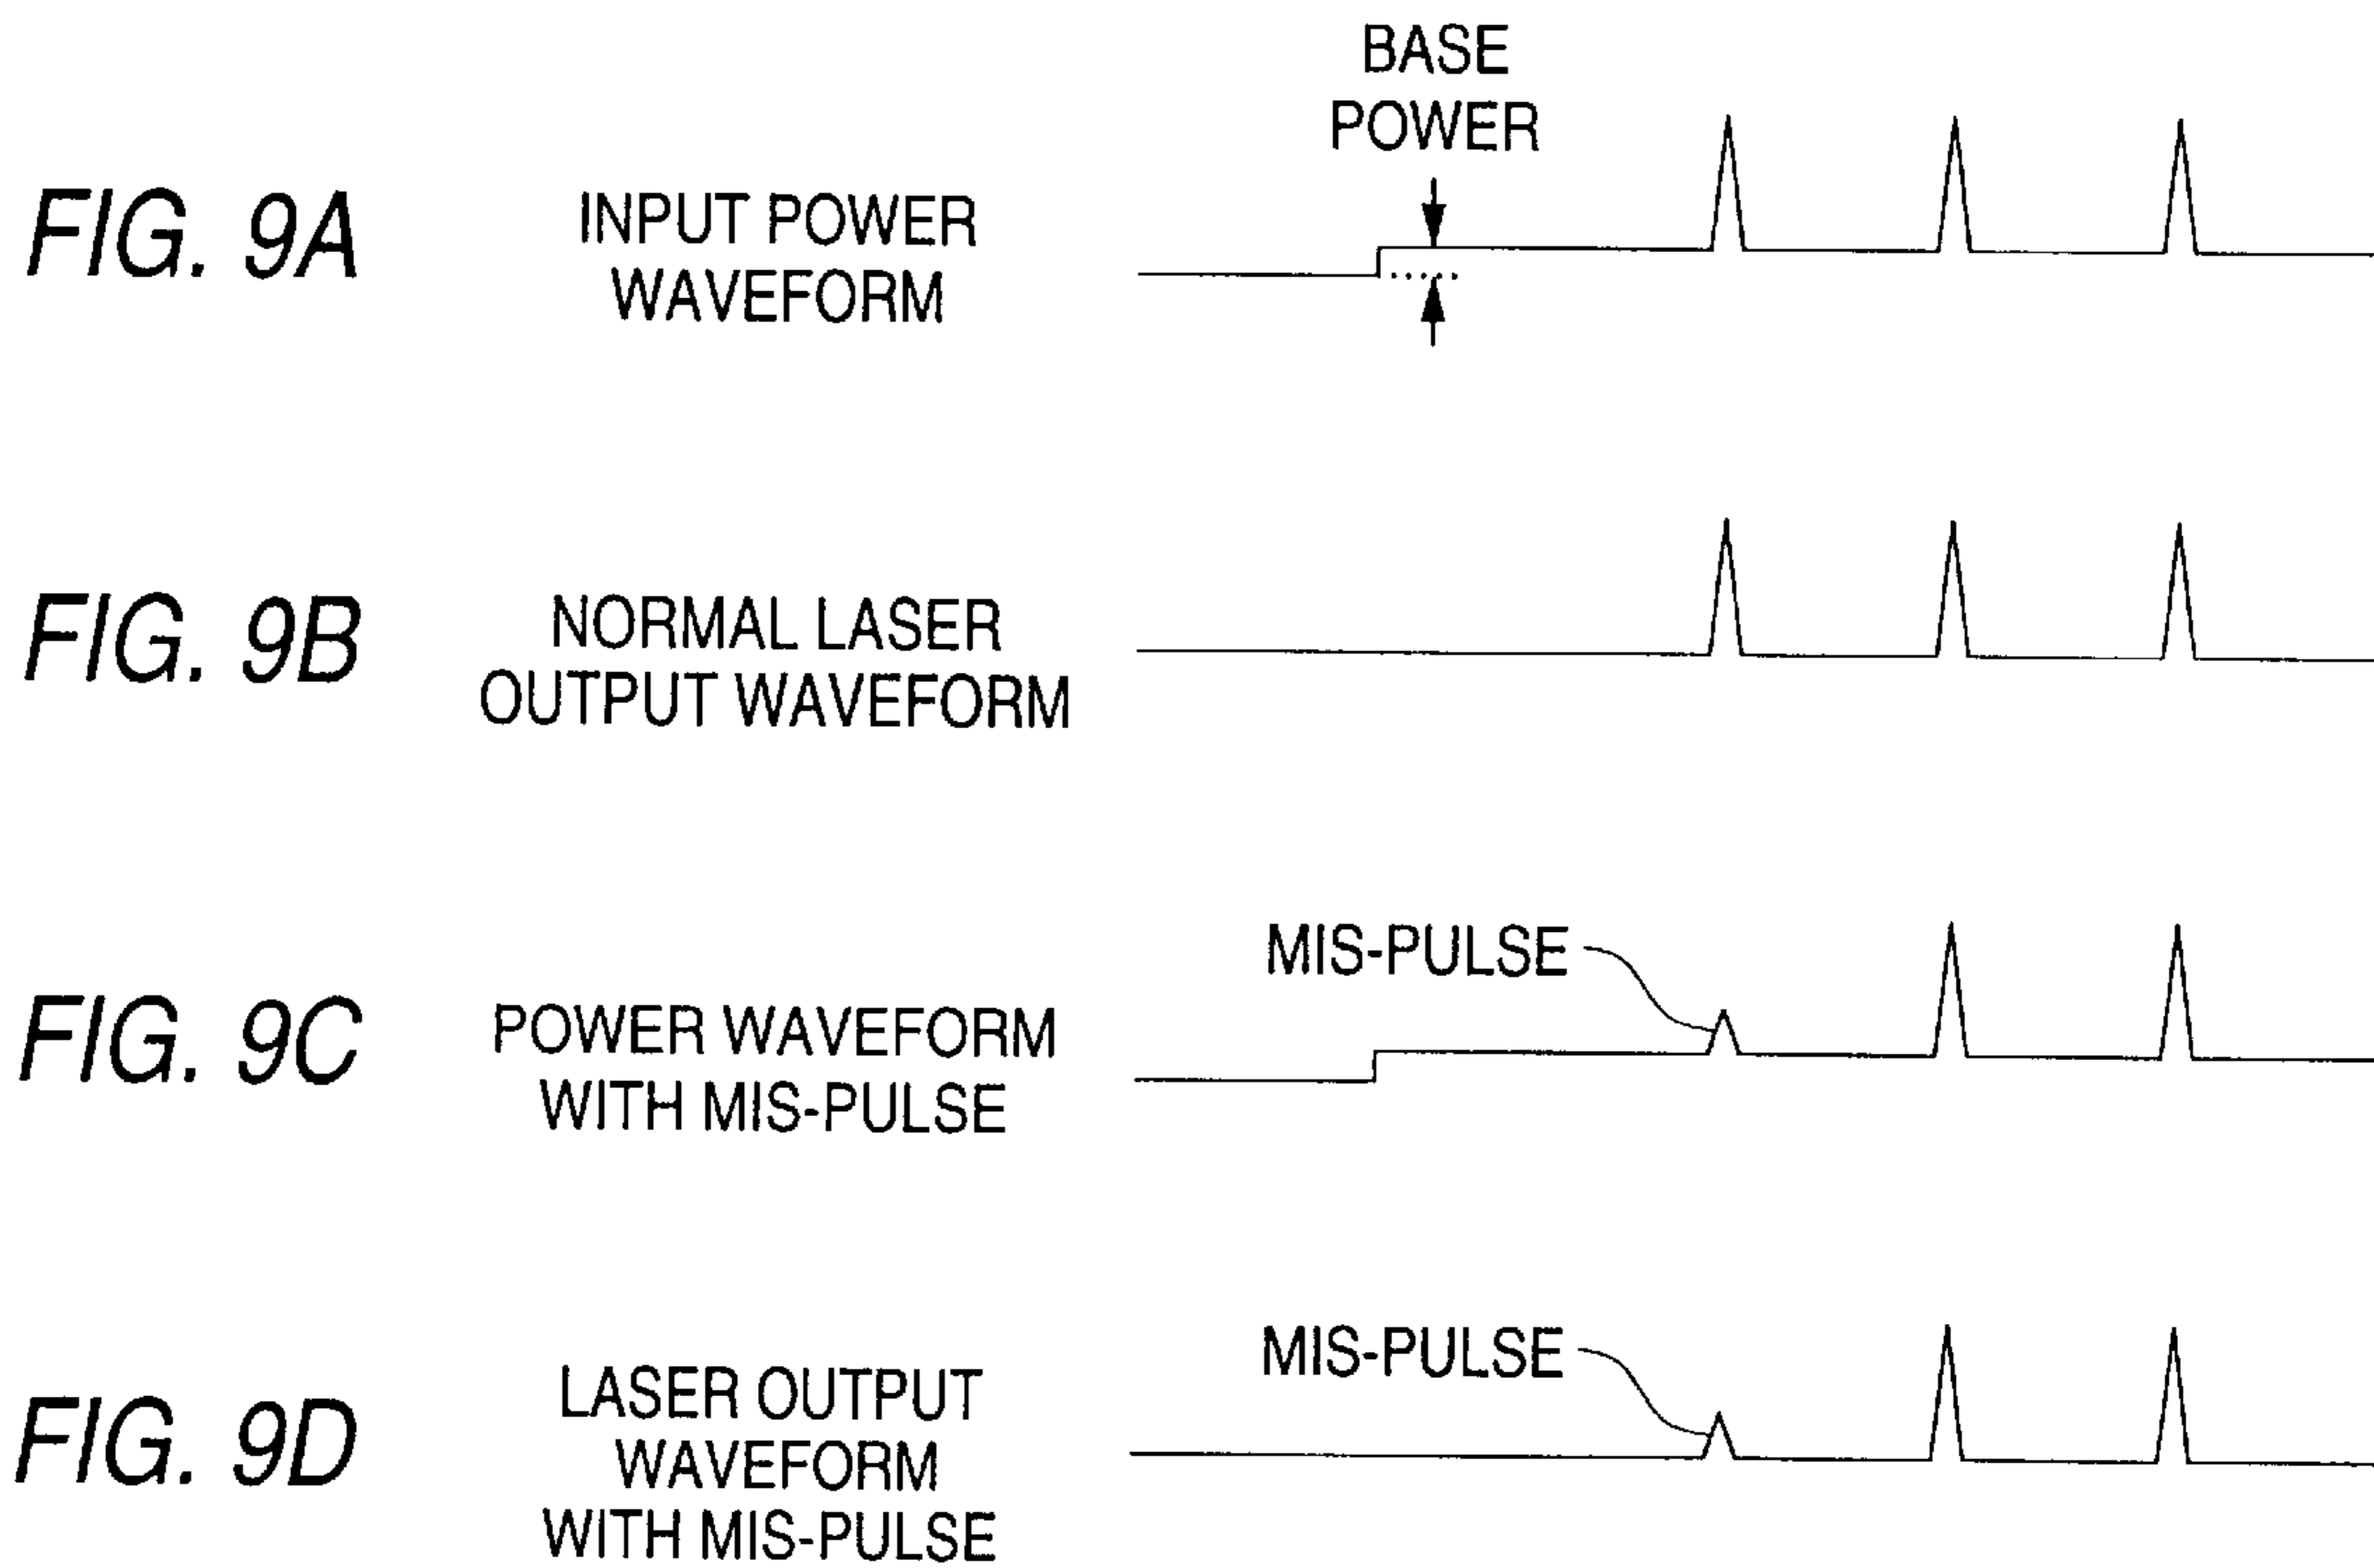 BASE
POWER
FIG. 9A
INPUT POWER
WAVEFORM
FIG. 9B
NORMAL LASER
OUTPUT WAVEFORM
MIS-PULSE
FIG. 9C
POWER WAVEFORM
WITH MIS-PULSE
MIS-PULSE
FIG. 9D
LASER OUTPUT
WAVEFORM
WITH MIS-PULSE